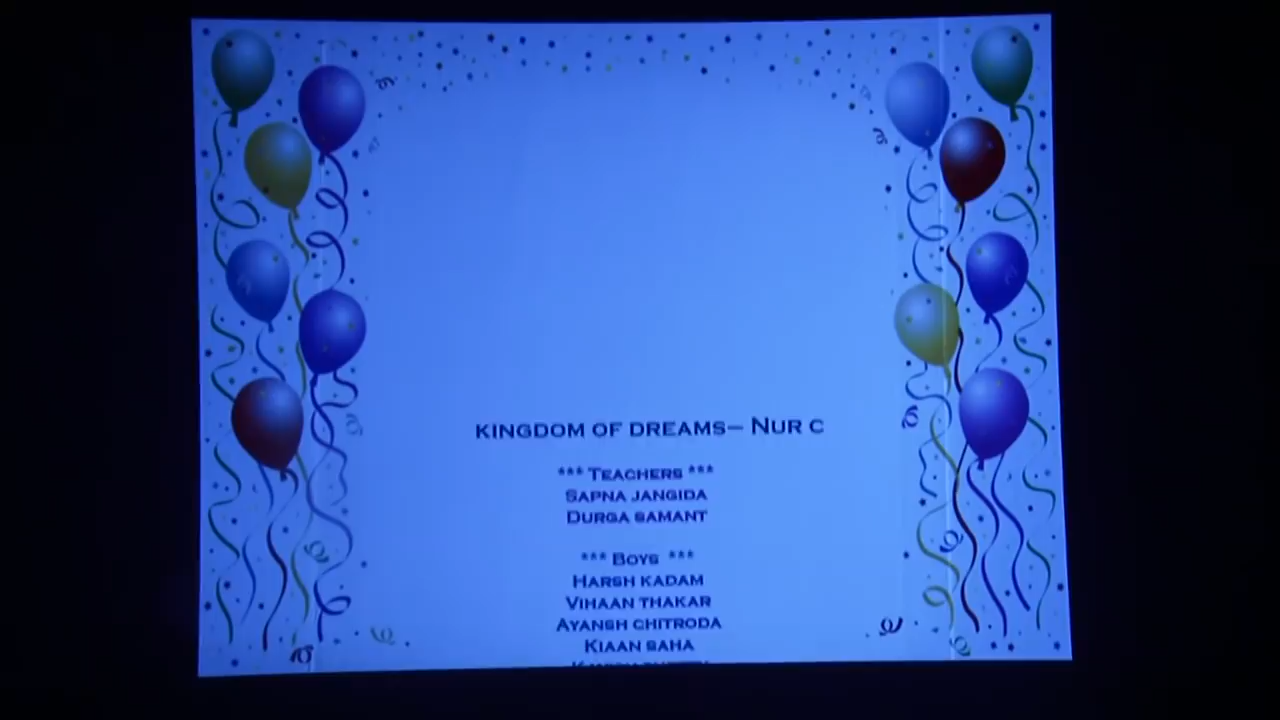 KINGDOM OF DREAMS– NUR C
*** TEACHERS ***
SAPNA JANGIDA
DURGA SAMANT
*** BOYS ***
HARSH KADAM
VIHAAN THAKAR
AYANSH CHITRODA
KIAAN SAHA